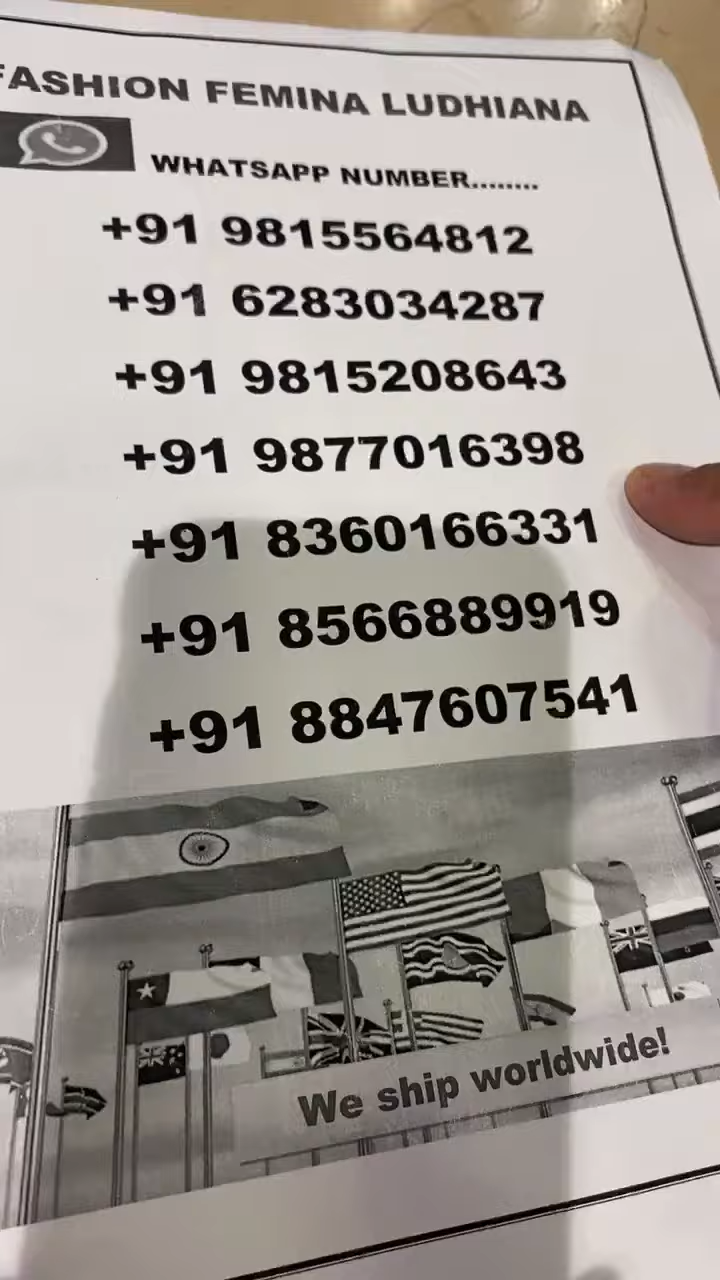 FASHION FEMINA LUDHIANA
WHATSAPP NUMBER........
+91 9815564812
+91 6283034287
+91 9815208643
+91 9877016398
+91 8360166331
+91 8566889919
+91 8847607541
We ship worldwide!